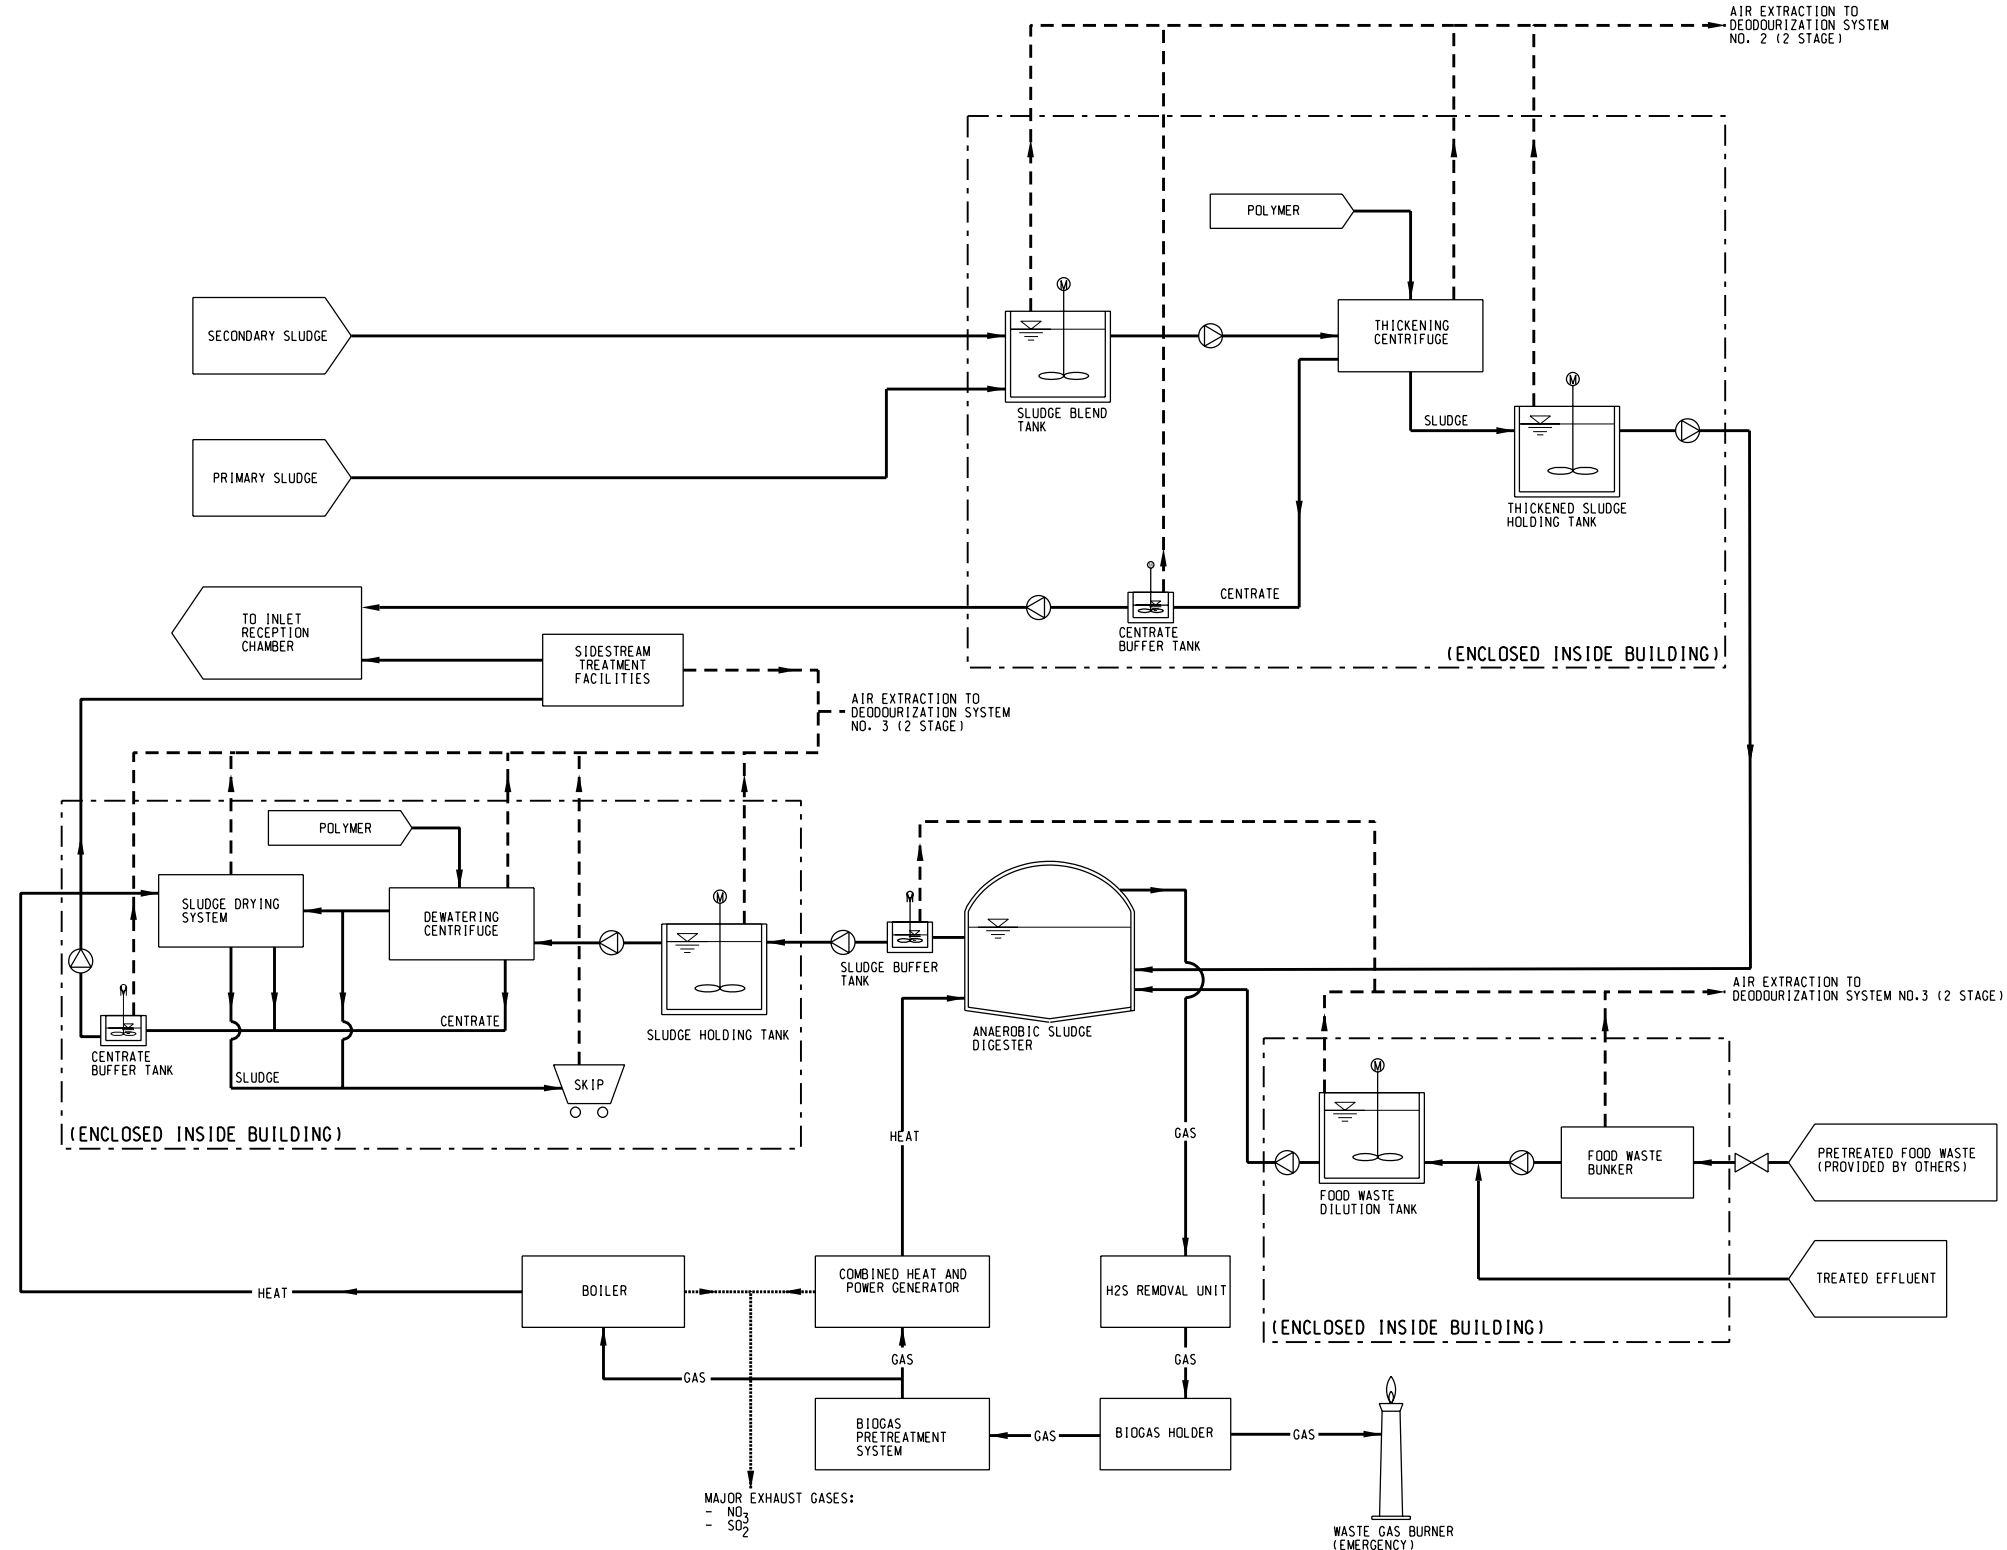 AIR EXTRACTION TO
DEODOURIZATION SYSTEM
NO. 2 (2 STAGE)
POLYMER
M
SECONDARY SLUDGE
THICKENING
CENTRIFUGE
M
SLUDGE BLEND
TANK
SLUDGE
PRIMARY SLUDGE
THICKENED SLUDGE
HOLDING TANK
CENTRATE
TO INLET
RECEPTION
CHAMBER
CENTRATE
BUFFER TANK
SIDESTREAM
TREATMENT
FACILITIES
(ENCLOSED INSIDE BUILDING)
AIR EXTRACTION TO
DEODOURIZATION SYSTEM
NO. 3 (2 STAGE)
POLYMER
SLUDGE DRYING
SYSTEM
DEWATERING
CENTRIFUGE
M
M
SLUDGE BUFFER
TANK
AIR EXTRACTION TO
DEODOURIZATION SYSTEM NO.3 (2 STAGE)
M
CENTRATE
SLUDGE HOLDING TANK
ANAEROBIC SLUDGE
DIGESTER
CENTRATE
BUFFER TANK
SLUDGE
SKIP
M
(ENCLOSED INSIDE BUILDING)
HEAT
GAS
FOOD WASTE
BUNKER
PRETREATED FOOD WASTE
(PROVIDED BY OTHERS)
FOOD WASTE
DILUTION TANK
HEAT
BOILER
COMBINED HEAT AND
POWER GENERATOR
H2S REMOVAL UNIT
TREATED EFFLUENT
(ENCLOSED INSIDE BUILDING)
GAS
GAS
GAS
BIOGAS
PRETREATMENT
SYSTEM
GAS
BIOGAS HOLDER
GAS
MAJOR EXHAUST GASES:
- NO3
- SO2
WASTE GAS BURNER
(EMERGENCY)